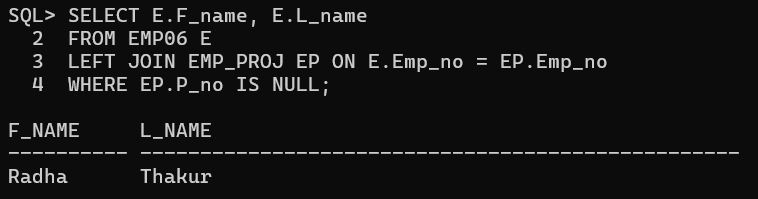 SQL> SELECT E.F_name, E.L_name
  2  FROM EMP06 E
  3  LEFT JOIN EMP_PROJ EP ON E.Emp_no = EP.Emp_no
  4  WHERE EP.P_no IS NULL;

F_NAME     L_NAME
---------- --------------------------------------------------
Radha      Thakur